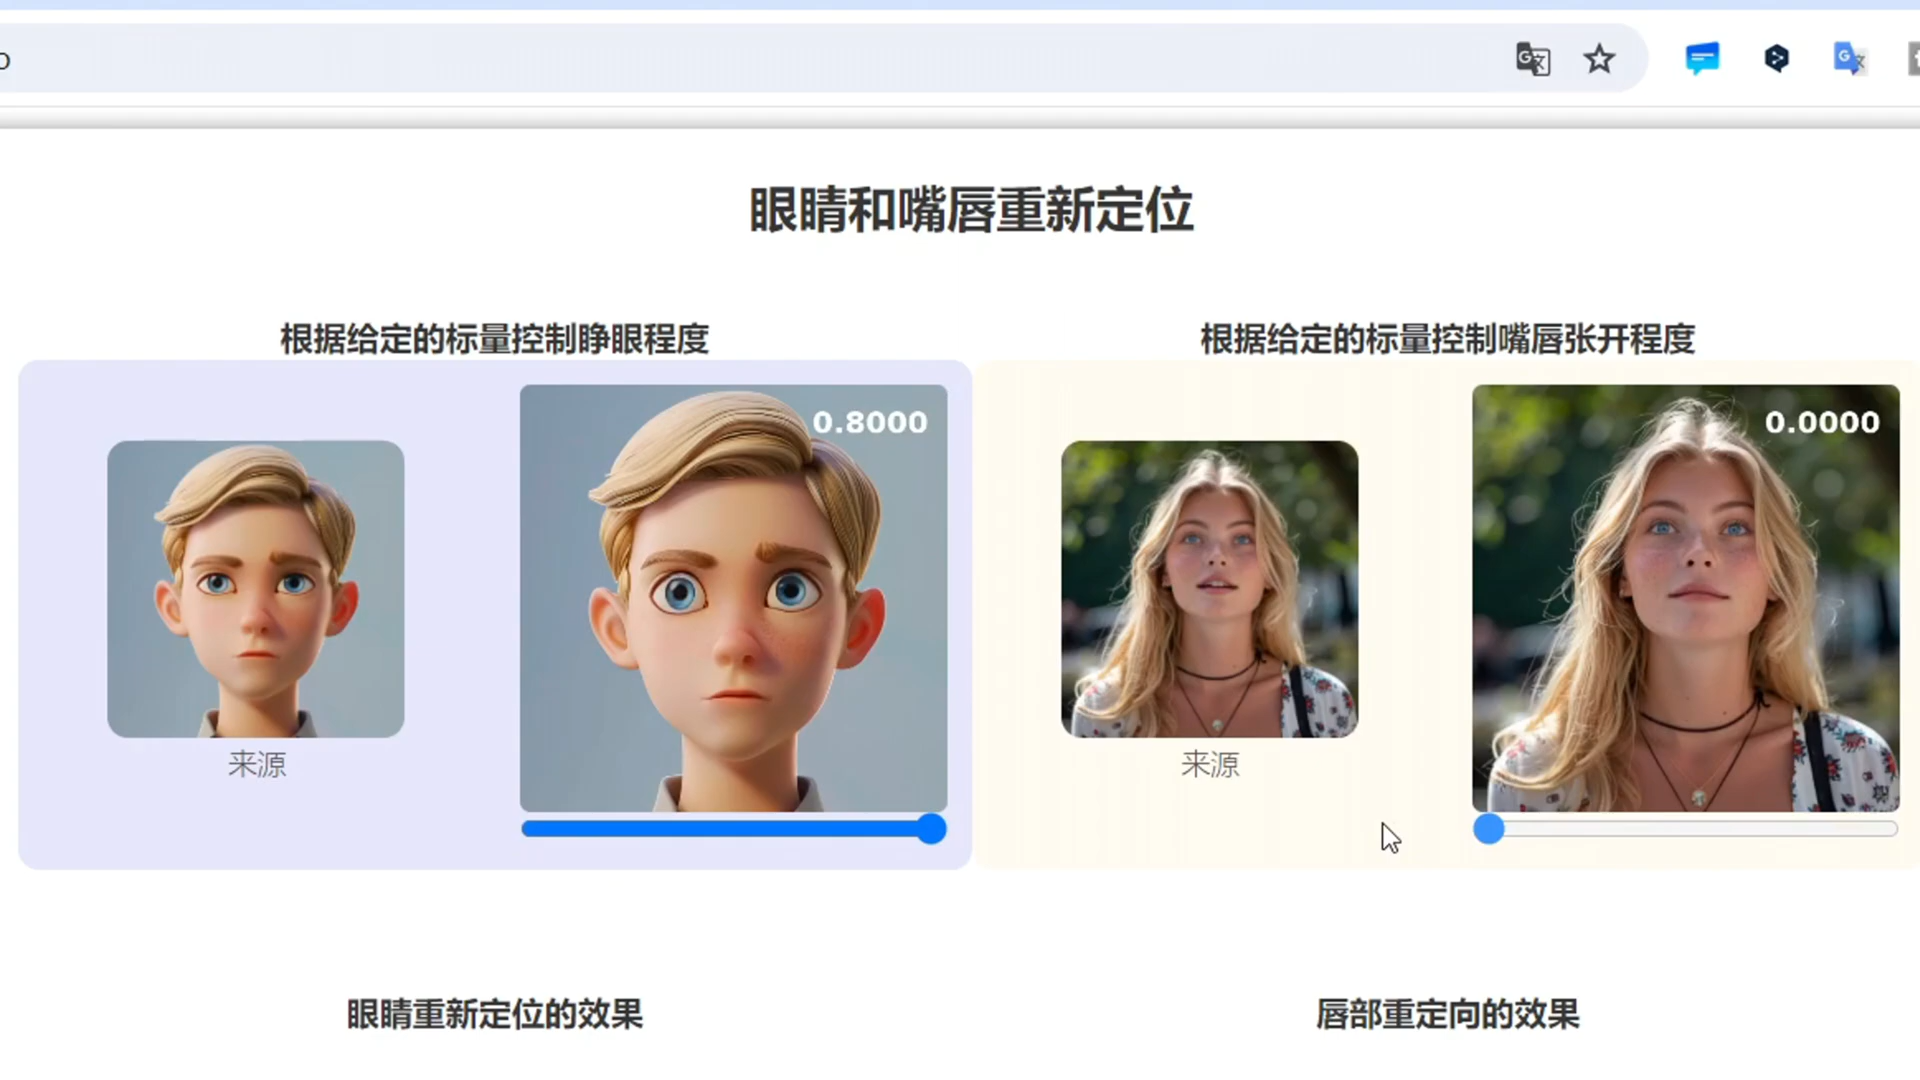 眼睛和嘴唇重新定位
根据给定的标量控制睁眼程度
根据给定的标量控制嘴唇张开程度
0.8000
0.0000
来源
来源
眼睛重新定位的效果
唇部重定向的效果